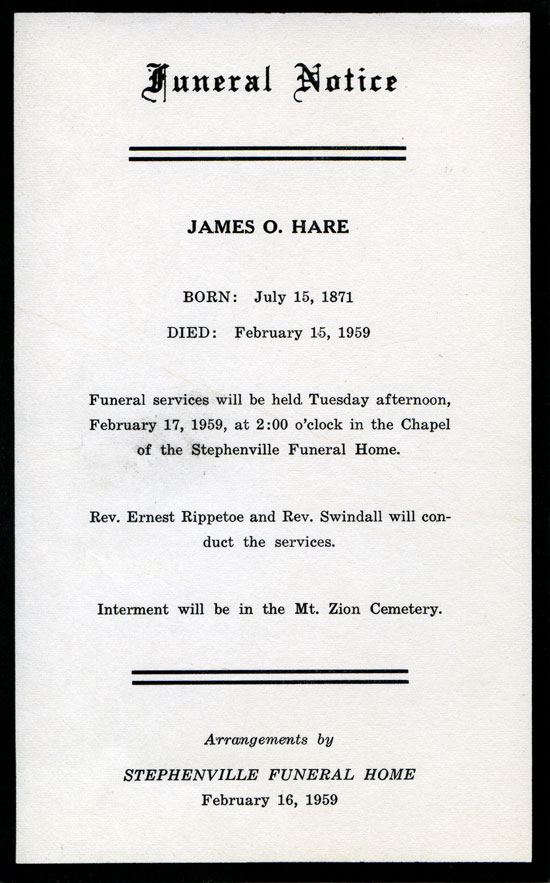 Funeral Notice
JAMES O. HARE
BORN: July 15, 1871
DIED: February 15, 1959
Funeral services will be held Tuesday afternoon,
February 17, 1959, at 2:00 o'clock in the Chapel
of the Stephenville Funeral Home.
Rev. Ernest Rippetoe and Rev. Swindall will con-
duct the services.
Interment will be in the Mt. Zion Cemetery.
Arrangements by
STEPHENVILLE FUNERAL HOME
February 16, 1959